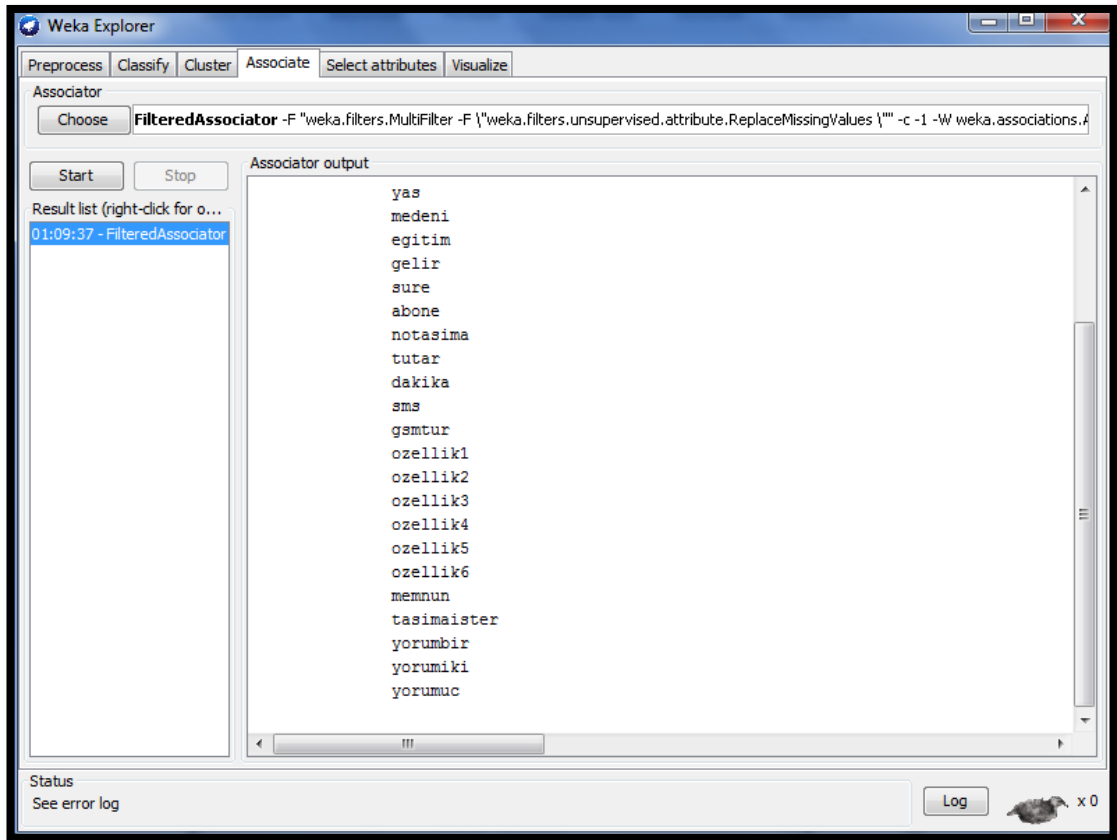 Weka Explorer
Preprocess Classify Cluster Associate Select attributes Visualize
Associator
Choose FilteredAssociator -F "weka.filters.MultiFilter -F \"weka.filters.unsupervised.attribute.ReplaceMissingValues \"" -c -1 -W weka.associations.
Start Stop
Result list (right-click for o...
01:09:37 - FilteredAssociator
Associator output
yas
medeni
egitim
gelir
sure
abone
notasima
tutar
dakika
sms
gsmtur
ozellik1
ozellik2
ozellik3
ozellik4
ozellik5
ozellik6
memnun
tasimaister
yorumbir
yorumiki
yorumuc
Status
See error log
Log x 0